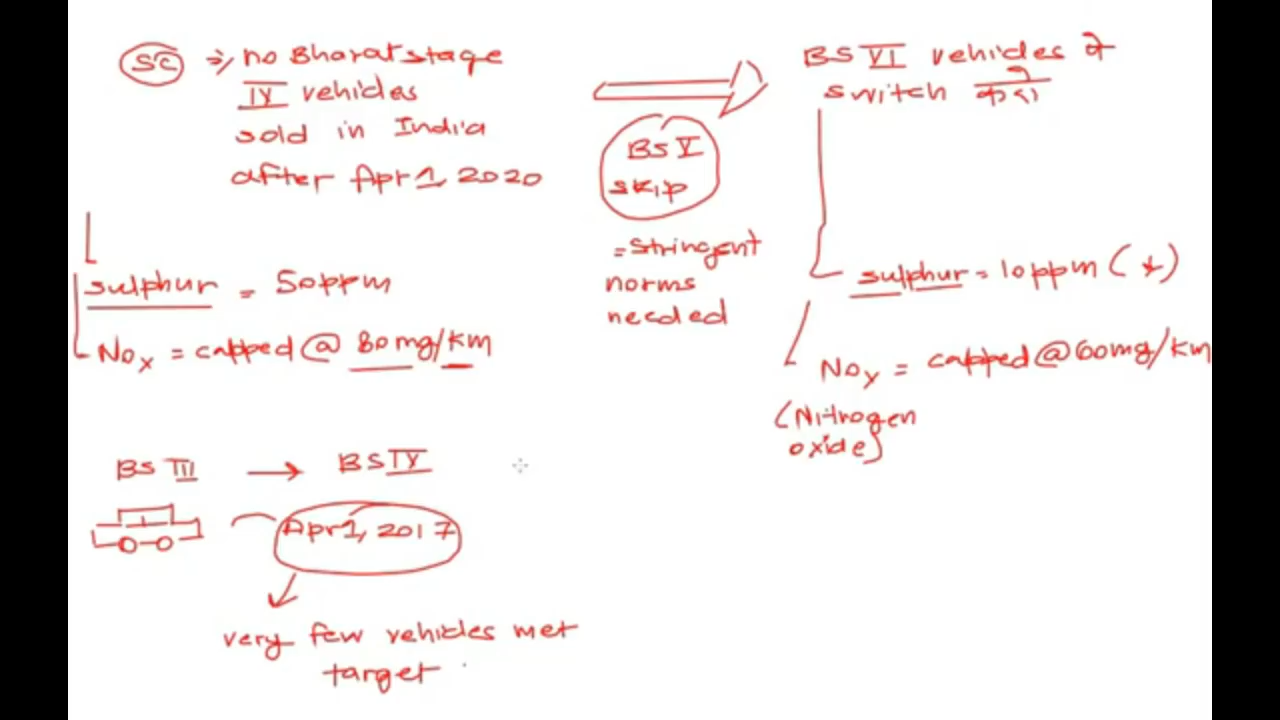 SC ⇒ no Bharat stage
IV vehicles
sold in India
after Apr 1, 2020
sulphur = 50ppm
NOx = capped @ 80mg/km
BS V
skip
= stringent
norms
needed
BS VI vehicles पे
switch करो
sulphur = 10ppm (*)
NOx = capped @ 60mg/km
(Nitrogen
oxide)
BS III → BS IV
Apr 1, 2017
very few vehicles met
target